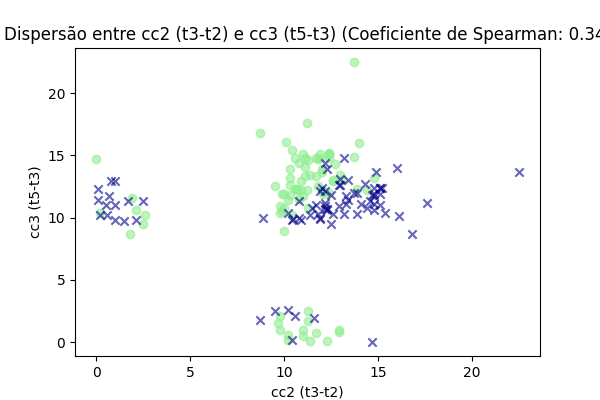 Dispersão entre cc2 (t3-t2) e cc3 (t5-t3) (Coeficiente de Spearman: 0.34
cc3 (t5-t3)
20
15
10
5
0
0 5 10 15 20
cc2 (t3-t2)